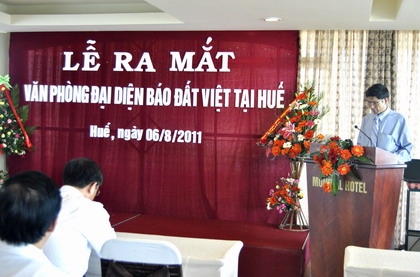 LỄ RA MẮT
VĂN PHÒNG ĐẠI DIỆN BÁO ĐẤT VIỆT TẠI HUẾ
Huế, ngày 06/8/2011
HOTEL